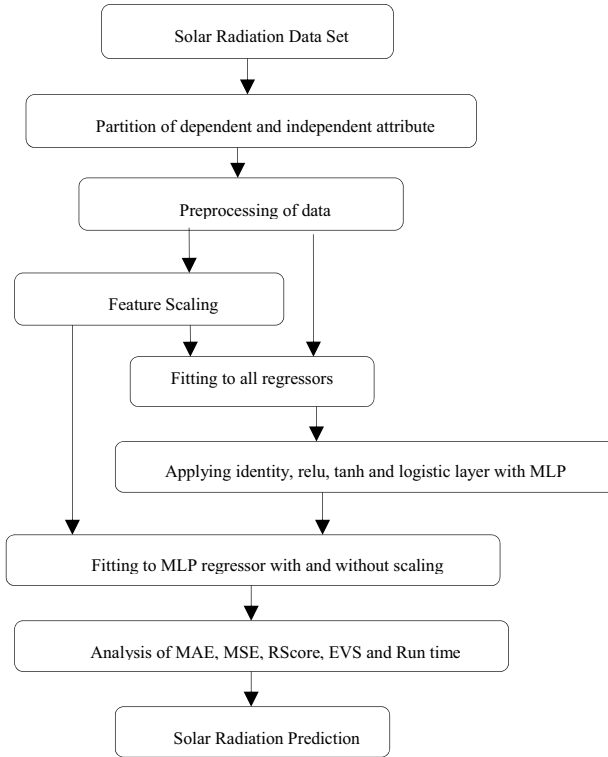 Solar Radiation Data Set
Partition of dependent and independent attribute
Preprocessing of data
Feature Scaling
Fitting to all regressors
Applying identity, relu, tanh and logistic layer with MLP
Fitting to MLP regressor with and without scaling
Analysis of MAE, MSE, RScore, EVS and Run time
Solar Radiation Prediction